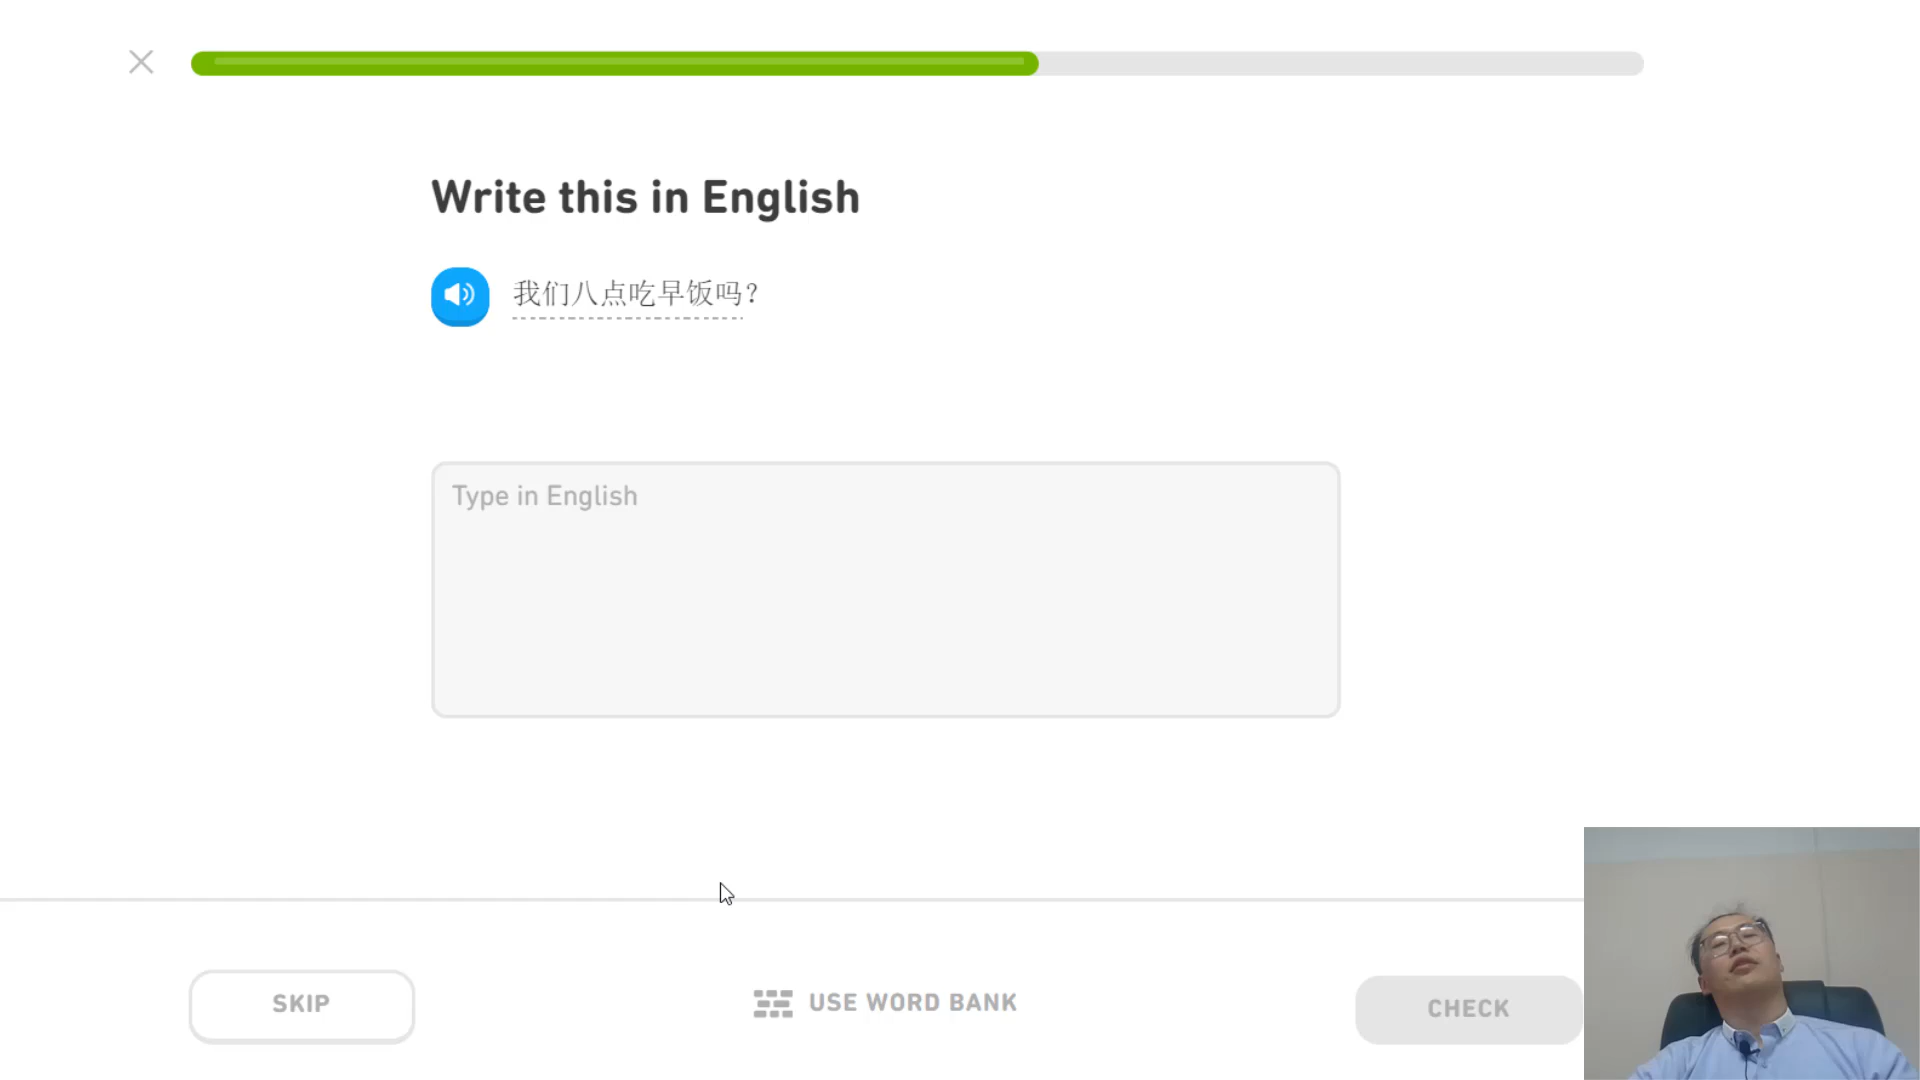 Write this in English
我们八点吃早饭吗?
Type in English
SKIP
USE WORD BANK
CHECK